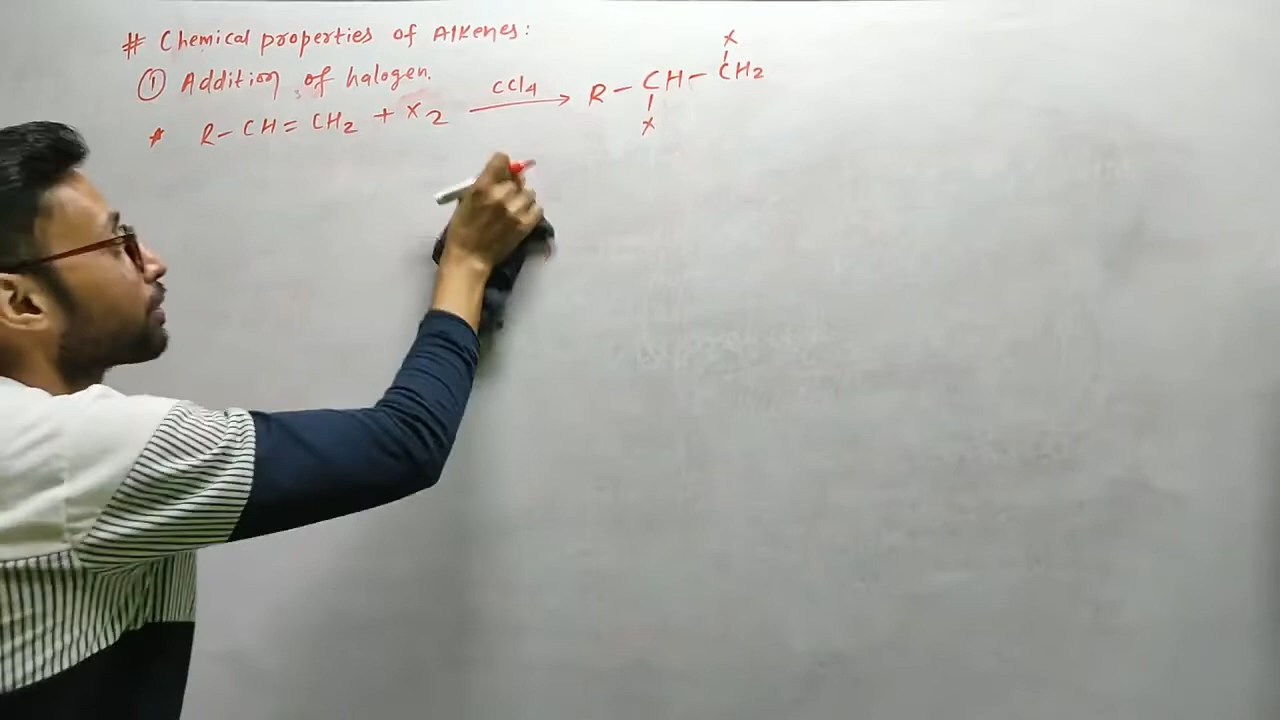 # Chemical properties of Alkenes:
① Addition of halogen.
* R-CH=CH2 + X2 CCl4→ R-CH-CH2
X
X